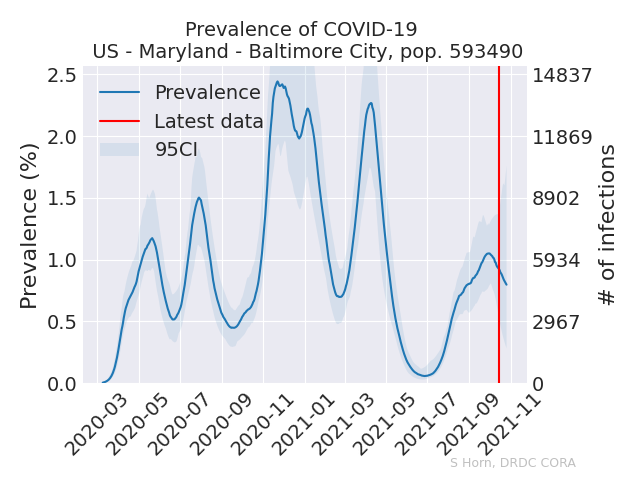 Prevalence of COVID-19
US - Maryland - Baltimore City, pop. 593490
Prevalence
Latest data
95CI
Prevalence (%)
2.5
2.0
1.5
1.0
0.5
0.0
14837
11869
8902
5934
2967
0
# of infections
2020-03
2020-05
2020-07
2020-09
2020-11
2021-01
2021-03
2021-05
2021-07
2021-09
2021-11
S Horn, DRDC CORA